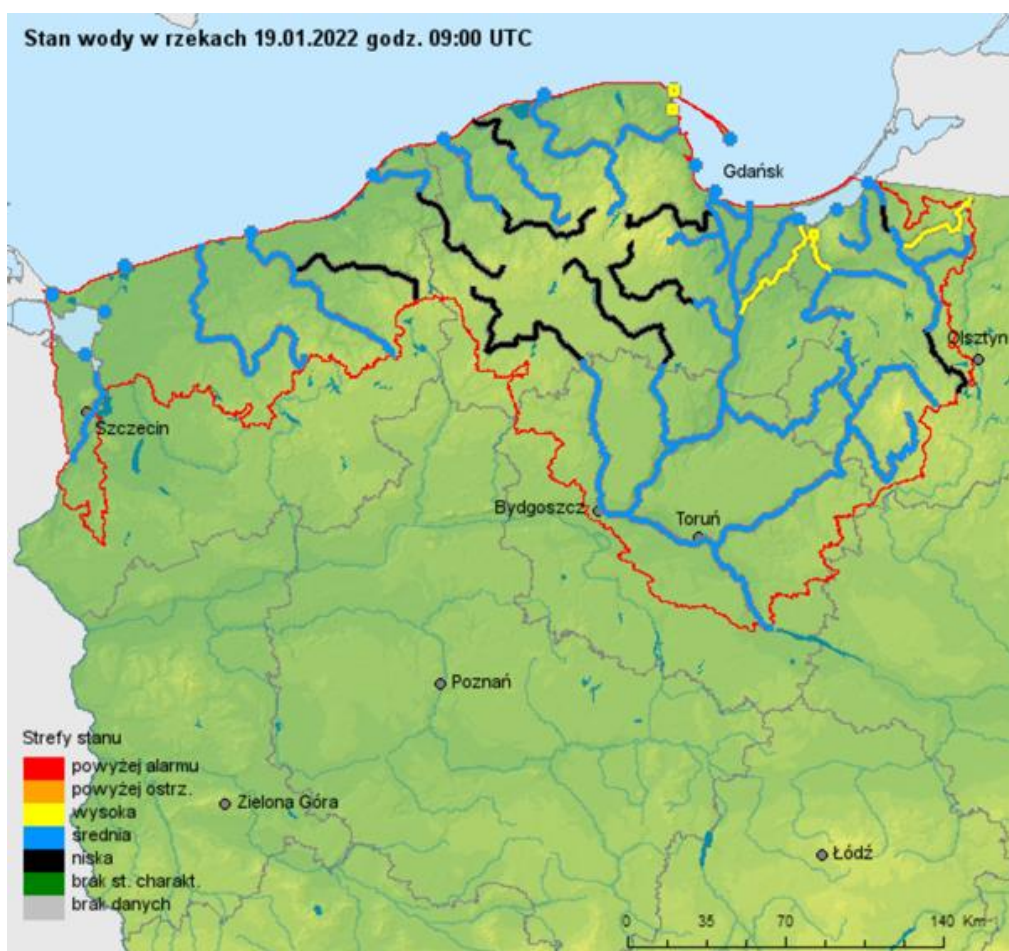 Stan wody w rzekach 19.01.2022 godz. 09:00 UTC
Gdańsk
Olsztyn
Szczecin
Bydgoszcz
Toruń
Poznań
Strefy stanu
powyżej alarmu
powyżej ostrz.
wysoka
Zielona Góra
średnia
niska
Łódź
brak st. charakt.
brak danych
0 35 70 140 Km